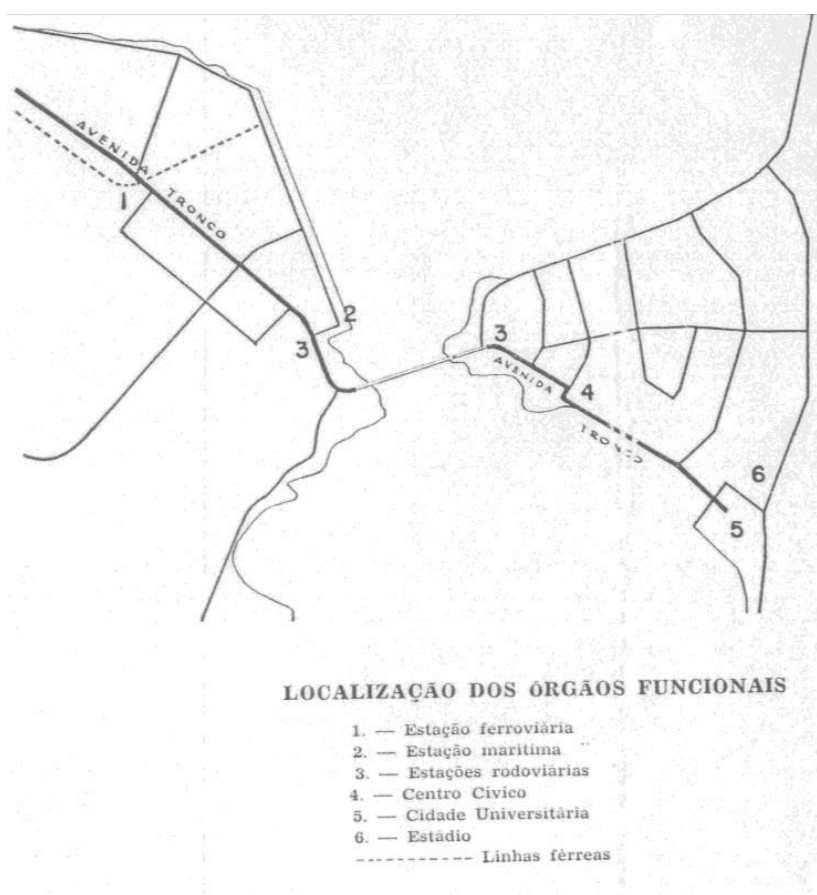 AVENIDA
TRONCO
1
2
3
3
AVENIDA
4
TRONCO
6
5
LOCALIZAÇÃO DOS ÓRGÃOS FUNCIONAIS
1. — Estação ferroviária
2. — Estação marítima
3. — Estações rodoviárias
4. — Centro Cívico
5. — Cidade Universitária
6. — Estádio
----------- Linhas férreas